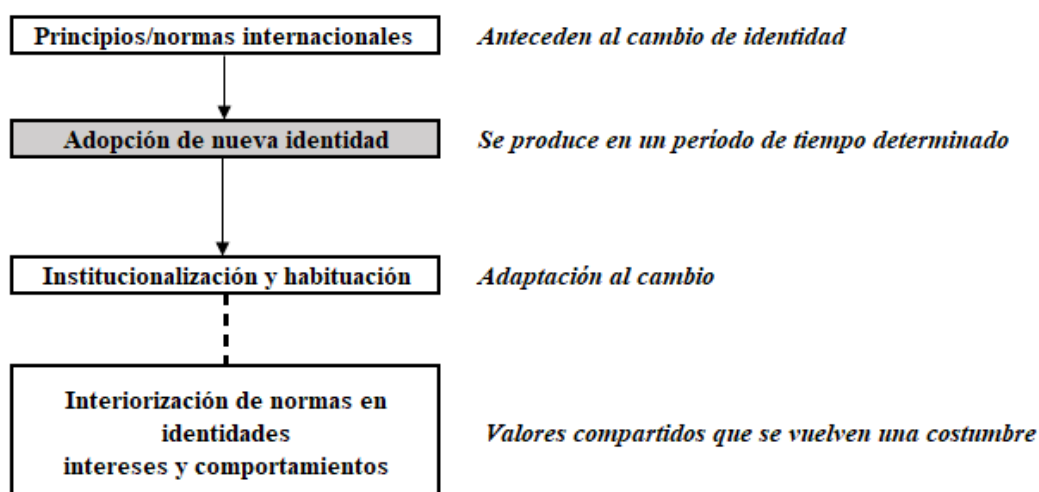 Principios/normas internacionales
Anteceden al cambio de identidad
Adopción de nueva identidad
Se produce en un período de tiempo determinado
Institucionalización y habituación
Adaptación al cambio
Interiorización de normas en
identidades
intereses y comportamientos
Valores compartidos que se vuelven una costumbre